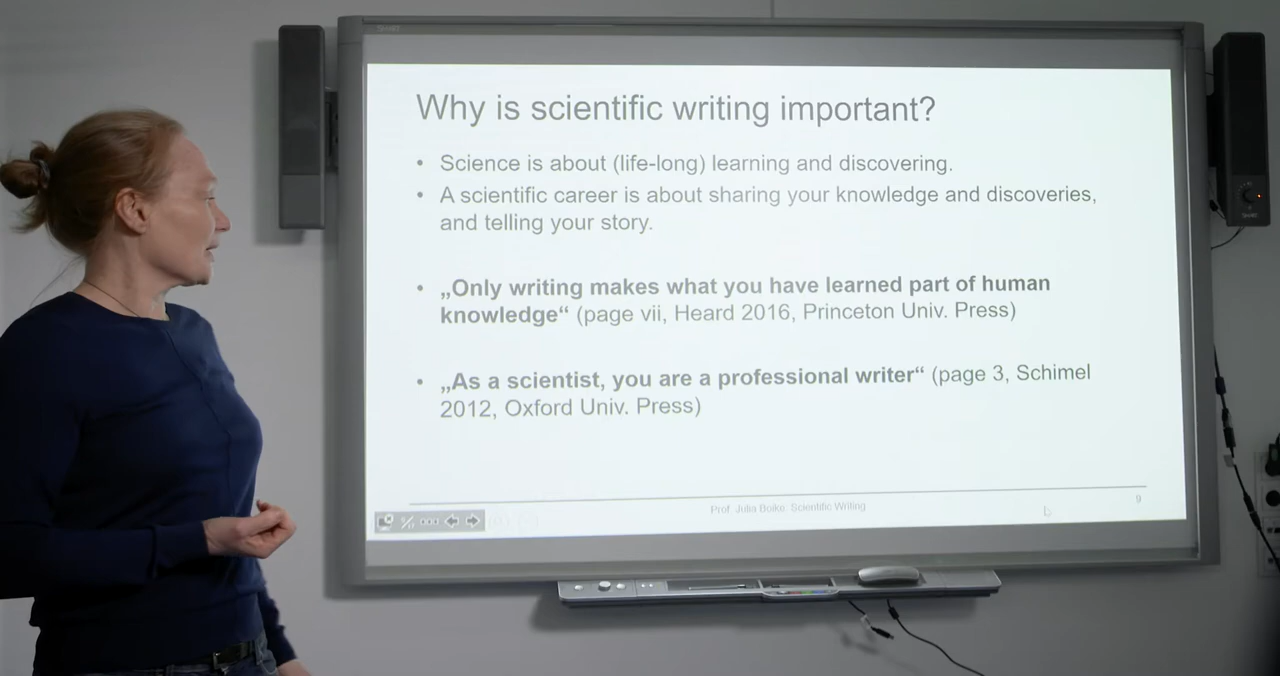 SMART
Why is scientific writing important?
• Science is about (life-long) learning and discovering.
• A scientific career is about sharing your knowledge and discoveries,
and telling your story.
• „Only writing makes what you have learned part of human
knowledge“ (page vii, Heard 2016, Princeton Univ. Press)
• „As a scientist, you are a professional writer“ (page 3, Schimel
2012, Oxford Univ. Press)
Prof. Julia Boike, Scientific Writing
9